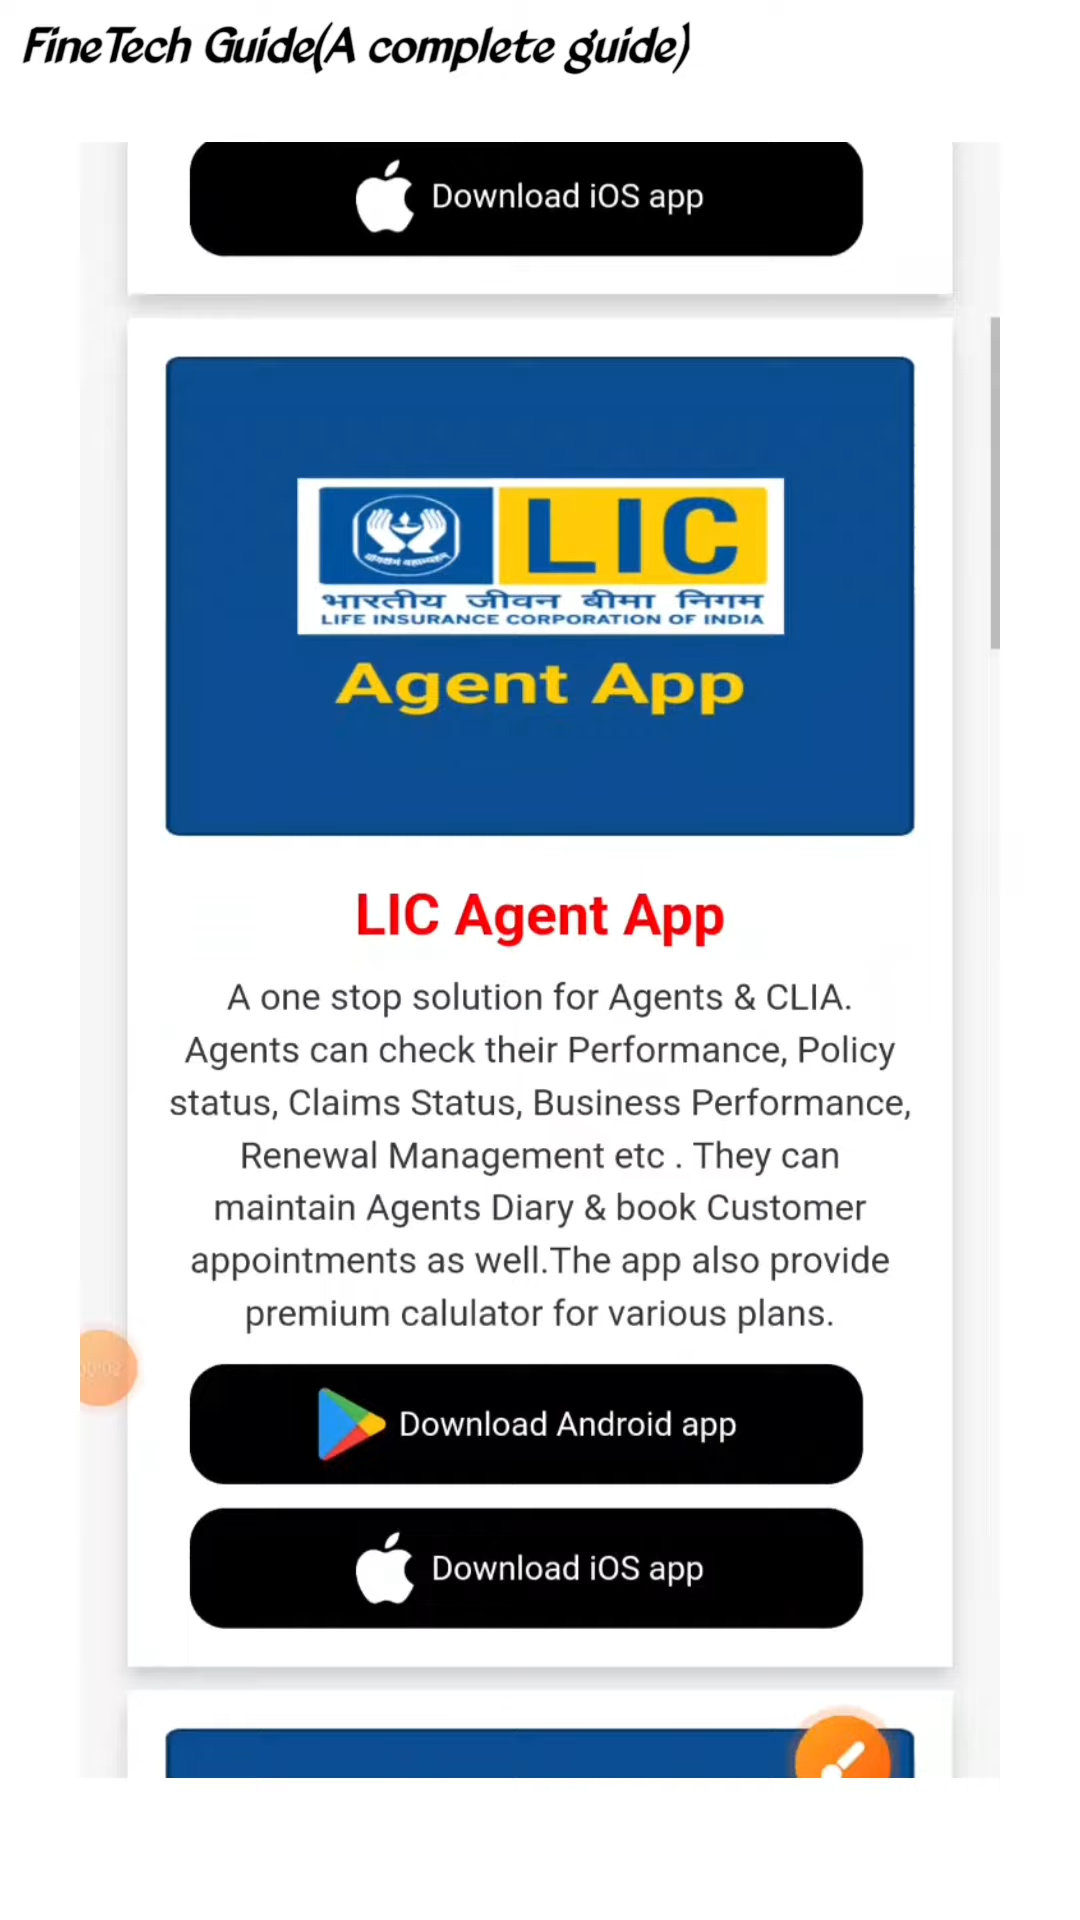 FineTech Guide(A complete guide)
Download iOS app
LIC
भारतीय जीवन बीमा निगम
LIFE INSURANCE CORPORATION OF INDIA
Agent App
LIC Agent App
A one stop solution for Agents & CLIA.
Agents can check their Performance, Policy
status, Claims Status, Business Performance,
Renewal Management etc . They can
maintain Agents Diary & book Customer
appointments as well.The app also provide
premium calulator for various plans.
00:02
Download Android app
Download iOS app